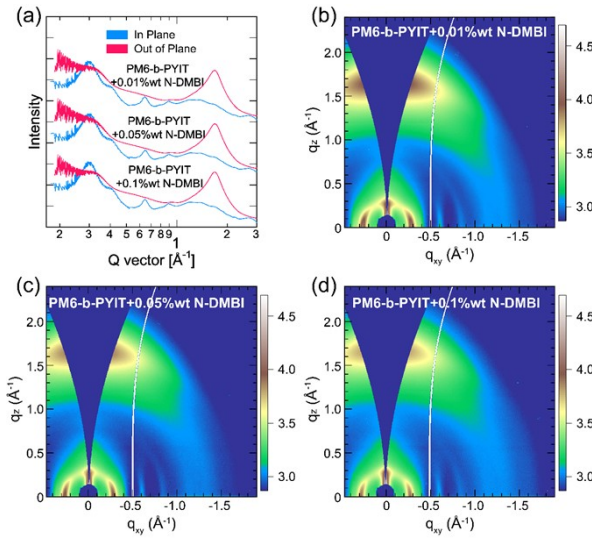 (a)
In Plane
Out of Plane
PM6-b-PYIT
+0.01%wt N-DMBI
PM6-b-PYIT
+0.05%wt N-DMBI
PM6-b-PYIT
+0.1%wt N-DMBI
Intensity
2 3 4 5 6 7 8 9 1 2 3
Q vector [Å⁻¹]
(b)
PM6-b-PYIT+0.01%wt N-DMBI
2.0
1.5
1.0
0.5
0
qz (Å⁻¹)
0 -0.5 -1.0 -1.5
qxy (Å⁻¹)
4.5
4.0
3.5
3.0
(c)
PM6-b-PYIT+0.05%wt N-DMBI
2.0
1.5
1.0
0.5
0
qz (Å⁻¹)
0 -0.5 -1.0 -1.5
qxy (Å⁻¹)
4.5
4.0
3.5
3.0
(d)
PM6-b-PYIT+0.1%wt N-DMBI
2.0
1.5
1.0
0.5
0
qz (Å⁻¹)
0 -0.5 -1.0 -1.5
qxy (Å⁻¹)
4.5
4.0
3.5
3.0